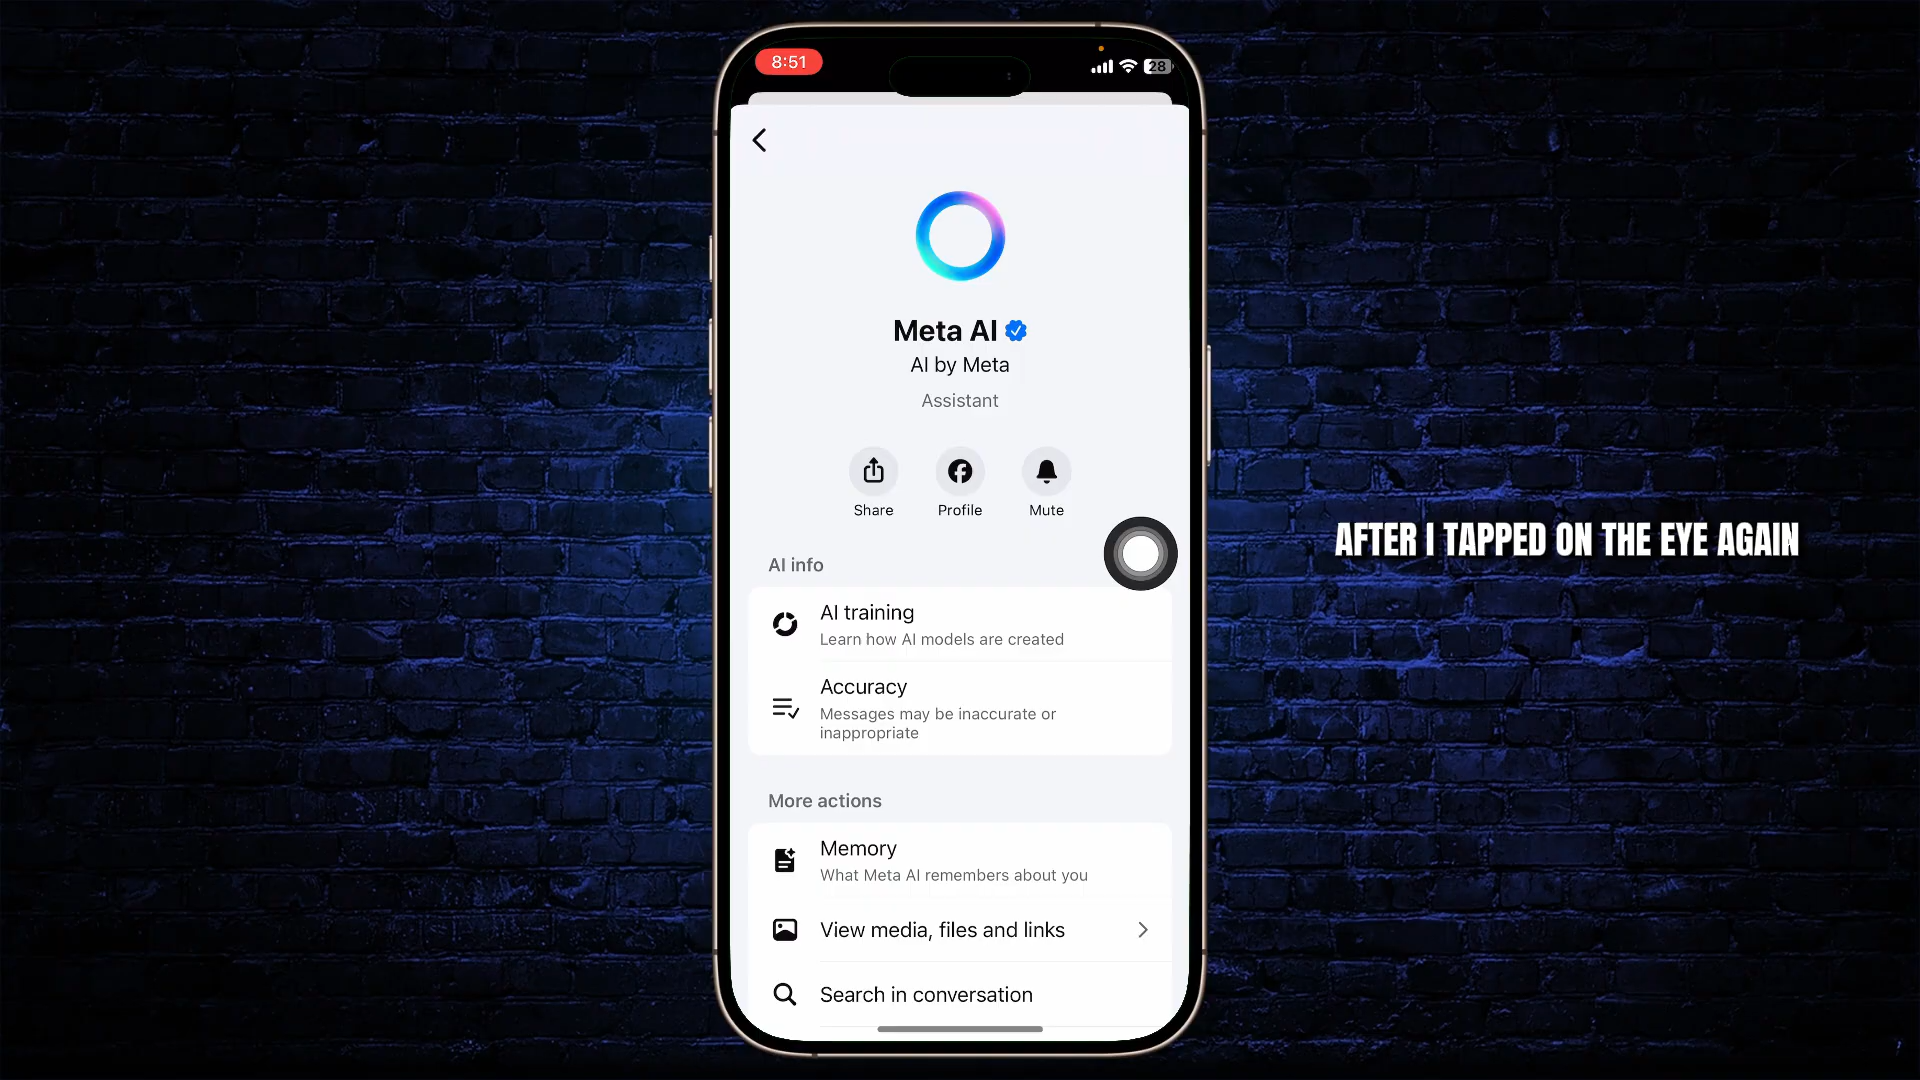 8:51
28
Meta AI
AI by Meta
Assistant
Share
Profile
Mute
AFTER I TAPPED ON THE EYE AGAIN
AI info
AI training
Learn how AI models are created
Accuracy
Messages may be inaccurate or
inappropriate
More actions
Memory
What Meta AI remembers about you
View media, files and links
Search in conversation